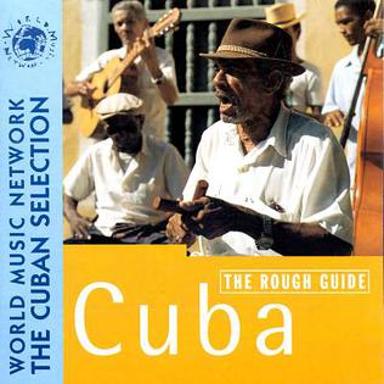 WORLD MUSIC NETWORK
THE CUBAN SELECTION
THE ROUGH GUIDE
Cuba